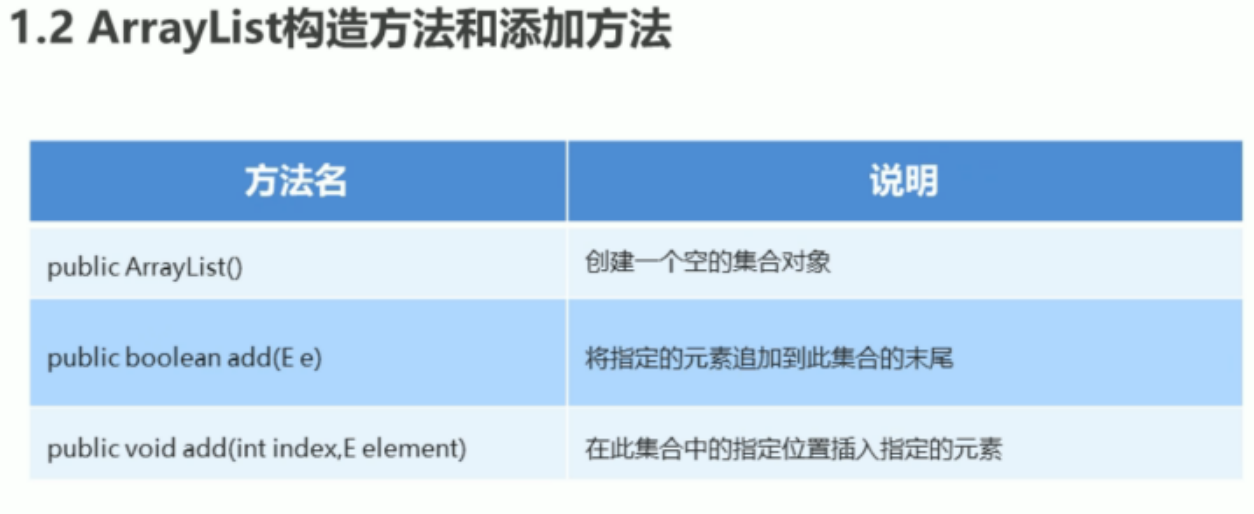 1.2 ArrayList构造方法和添加方法
方法名 说明
public ArrayList() 创建一个空的集合对象
public boolean add(E e) 将指定的元素追加到此集合的末尾
public void add(int index,E element) 在此集合中的指定位置插入指定的元素